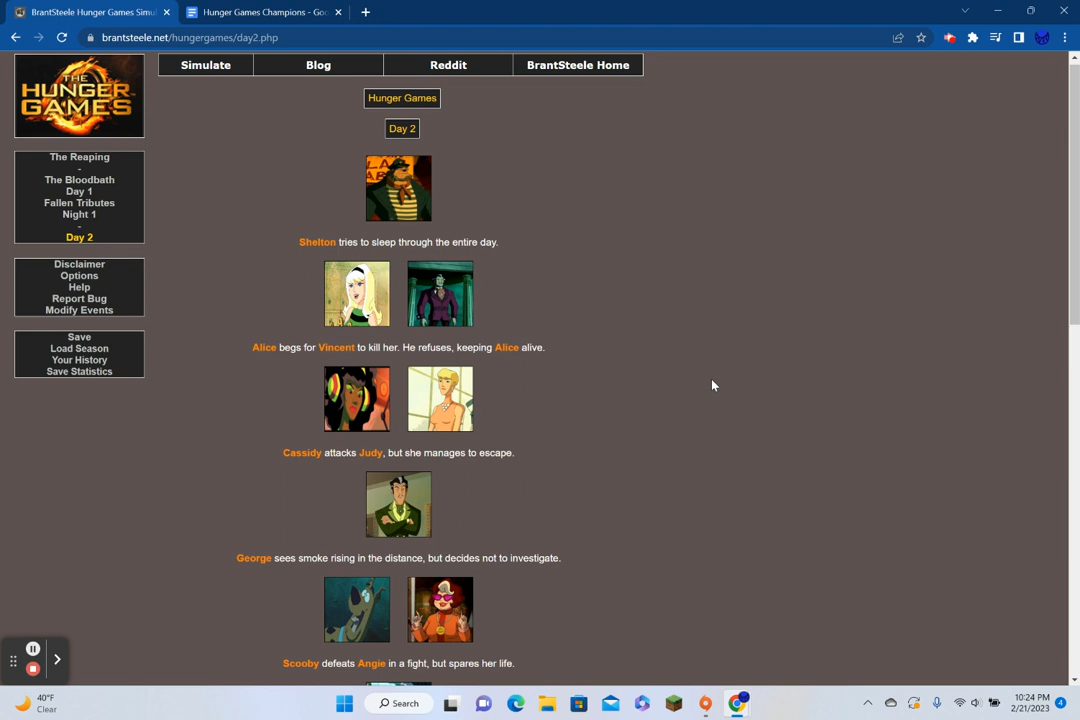 BrantSteele Hunger Games Simu
Hunger Games Champions - Goo
brantsteele.net/hungergames/day2.php
THE
HUNGER
GAMES
Simulate
Blog
Reddit
BrantSteele Home
Hunger Games
Day 2
The Reaping
-
The Bloodbath
Day 1
Fallen Tributes
Night 1
-
Day 2
Disclaimer
Options
Help
Report Bug
Modify Events
Save
Load Season
Your History
Save Statistics
Shelton tries to sleep through the entire day.
Alice begs for Vincent to kill her. He refuses, keeping Alice alive.
Cassidy attacks Judy, but she manages to escape.
George sees smoke rising in the distance, but decides not to investigate.
Scooby defeats Angie in a fight, but spares her life.
40°F
Clear
Search
10:24 PM
2/21/2023
4